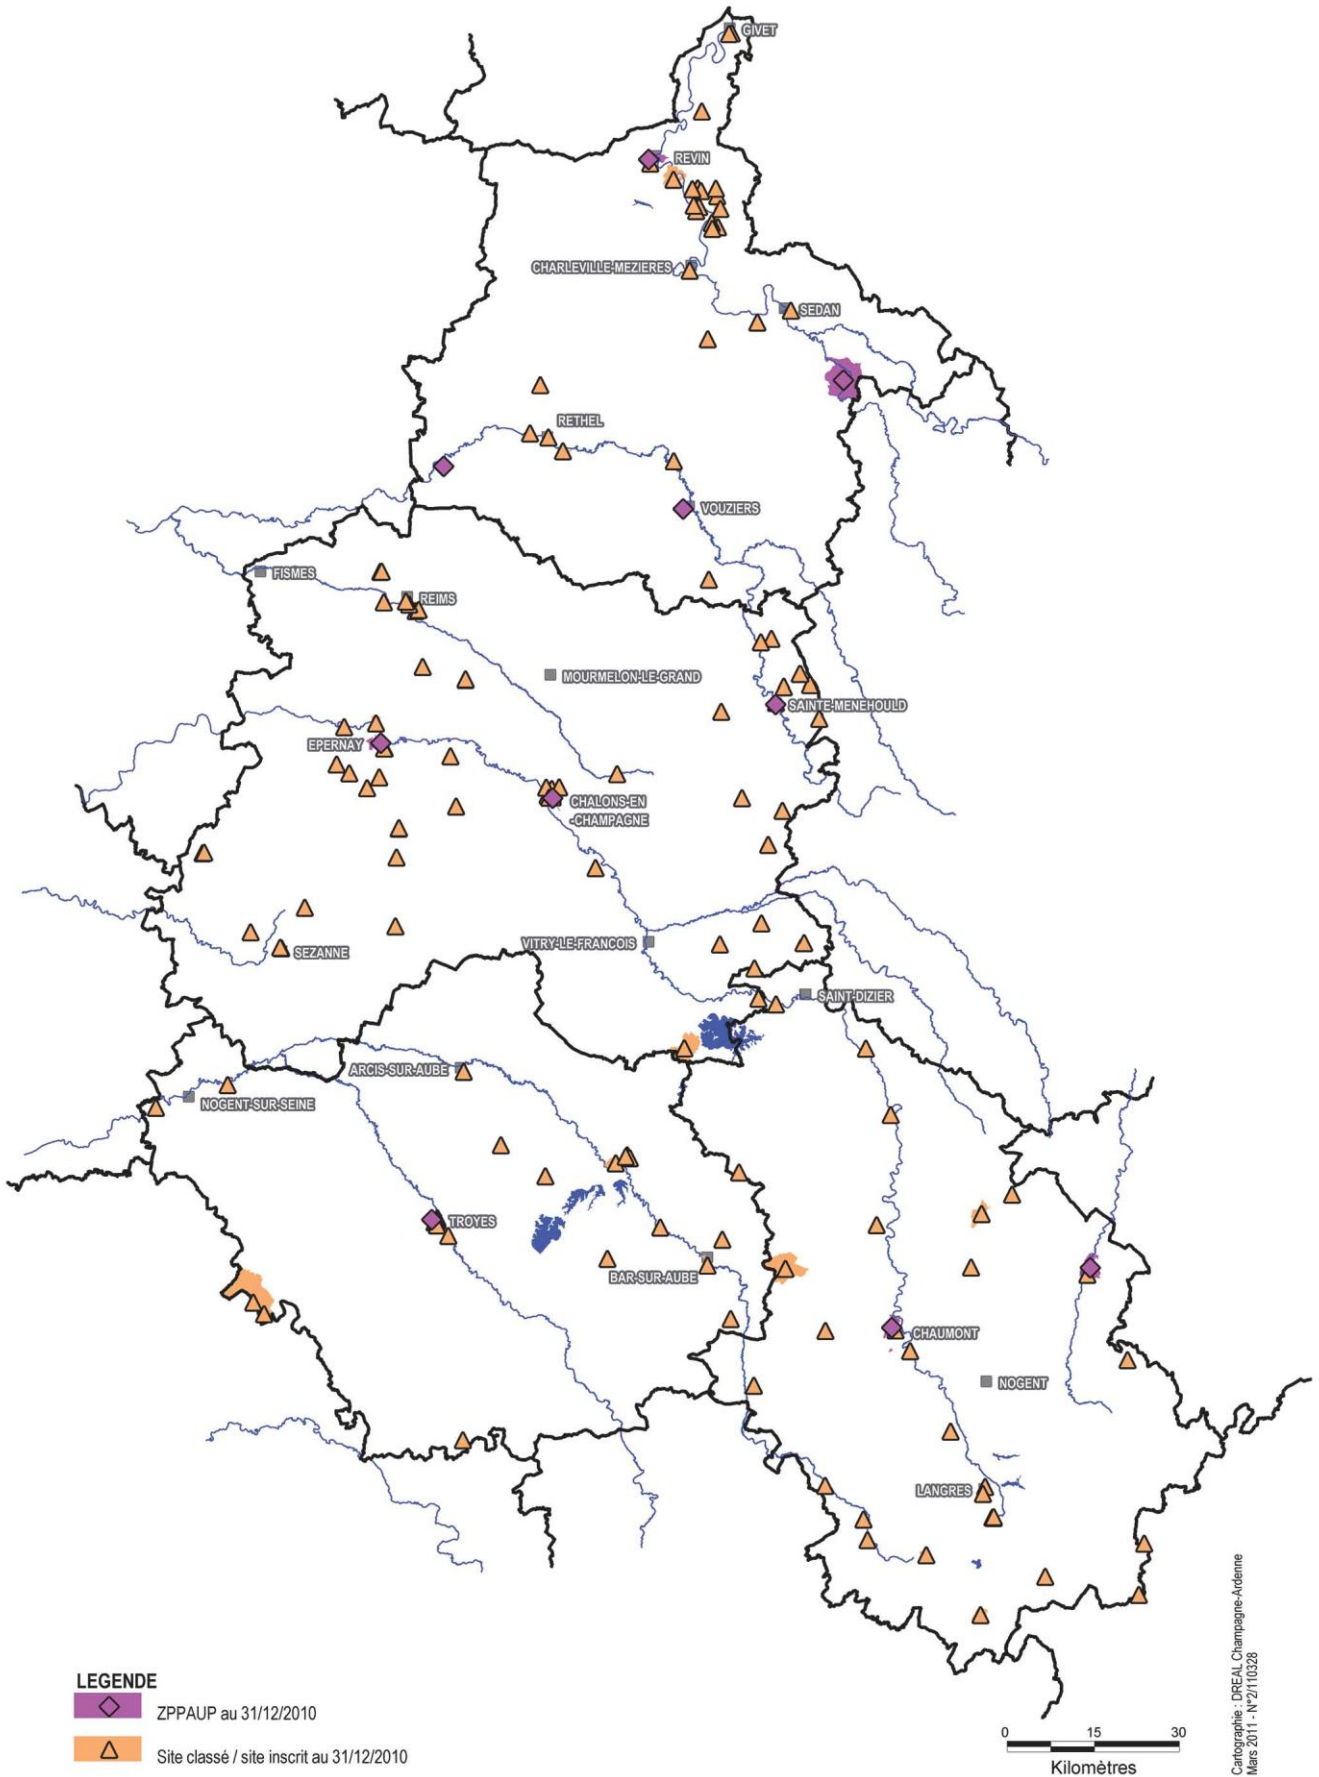 GIVET
REVIN
CHARLEVILLE-MEZIERES
SEDAN
RETHEL
VOUZIERS
FISMES
REIMS
MOURMELON-LE-GRAND
SAINTE-MENEHOULD
EPERNAY
CHALONS-EN
-CHAMPAGNE
VITRY-LE-FRANCOIS
SEZANNE
SAINT-DIZIER
ARCIS-SUR-AUBE
NOGENT-SUR-SEINE
TROYES
BAR-SUR-AUBE
CHAUMONT
NOGENT
LANGRES
LEGENDE
ZPPAUP au 31/12/2010
Site classé / site inscrit au 31/12/2010
0 15 30
Kilomètres
Cartographie : DREAL Champagne-Ardenne
Mars 2011 - N°2/110328